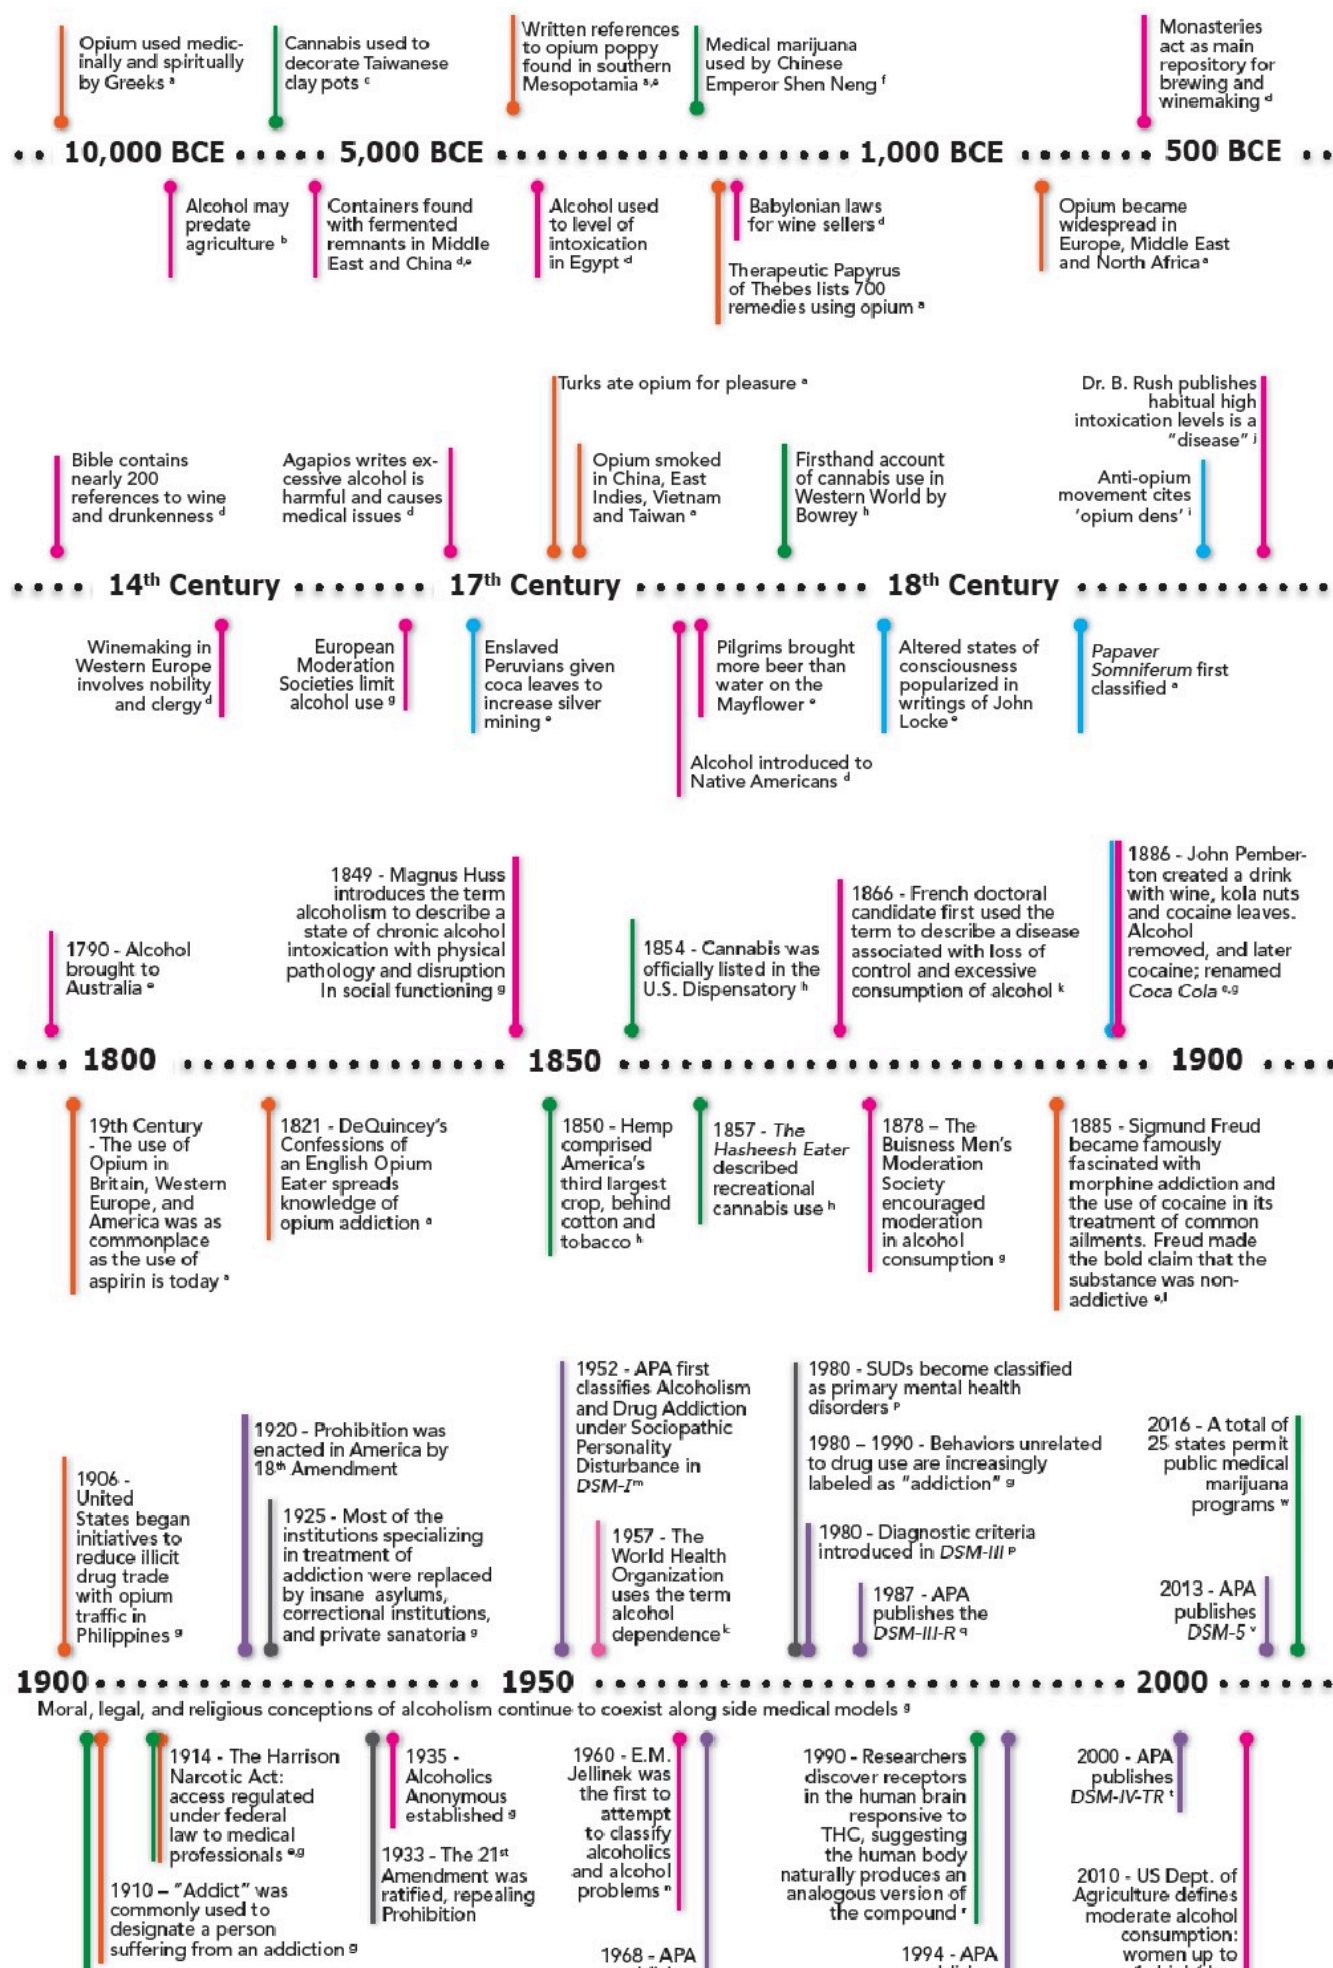 Opium used medic-
inally and spiritually
by Greeks ᵃ
Cannabis used to
decorate Taiwanese
clay pots ᶜ
Written references
to opium poppy
found in southern
Mesopotamia ᵃ,ᵉ
Medical marijuana
used by Chinese
Emperor Shen Neng ᶠ
Monasteries
act as main
repository for
brewing and
winemaking ᵈ
10,000 BCE
5,000 BCE
1,000 BCE
500 BCE
Alcohol may
predate
agriculture ᵇ
Containers found
with fermented
remnants in Middle
East and China ᵈ,ᵉ
Alcohol used
to level of
intoxication
in Egypt ᵈ
Babylonian laws
for wine sellers ᵈ
Therapeutic Papyrus
of Thebes lists 700
remedies using opium ᵃ
Opium became
widespread in
Europe, Middle East
and North Africa ᵃ
Bible contains
nearly 200
references to wine
and drunkenness ᵈ
Agapios writes ex-
cessive alcohol is
harmful and causes
medical issues ᵈ
Turks ate opium for pleasure ᵃ
Opium smoked
in China, East
Indies, Vietnam
and Taiwan ᵃ
Firsthand account
of cannabis use in
Western World by
Bowrey ʰ
Dr. B. Rush publishes
habitual high
intoxication levels is a
"disease" ʲ
Anti-opium
movement cites
'opium dens' ⁱ
14th Century
17th Century
18th Century
Winemaking in
Western Europe
involves nobility
and clergy ᵈ
European
Moderation
Societies limit
alcohol use ᵍ
Enslaved
Peruvians given
coca leaves to
increase silver
mining ᵉ
Pilgrims brought
more beer than
water on the
Mayflower ᵉ
Alcohol introduced to
Native Americans ᵈ
Altered states of
consciousness
popularized in
writings of John
Locke ᵉ
Papaver
Somniferum first
classified ᵃ
1790 - Alcohol
brought to
Australia ᵉ
1849 - Magnus Huss
introduces the term
alcoholism to describe a
state of chronic alcohol
intoxication with physical
pathology and disruption
In social functioning ᵍ
1854 - Cannabis was
officially listed in the
U.S. Dispensatory ʰ
1866 - French doctoral
candidate first used the
term to describe a disease
associated with loss of
control and excessive
consumption of alcohol ᵏ
1886 - John Pember-
ton created a drink
with wine, kola nuts
and cocaine leaves.
Alcohol
removed, and later
cocaine; renamed
Coca Cola ᵉ,ᵍ
1800
1850
1900
19th Century
- The use of
Opium in
Britain, Western
Europe, and
America was as
commonplace
as the use of
aspirin is today ᵃ
1821 - DeQuincey's
Confessions of
an English Opium
Eater spreads
knowledge of
opium addiction ᵃ
1850 - Hemp
comprised
America's
third largest
crop, behind
cotton and
tobacco ʰ
1857 - The
Hasheesh Eater
described
recreational
cannabis use ʰ
1878 – The
Buisness Men's
Moderation
Society
encouraged
moderation
in alcohol
consumption ᵍ
1885 - Sigmund Freud
became famously
fascinated with
morphine addiction and
the use of cocaine in its
treatment of common
ailments. Freud made
the bold claim that the
substance was non-
addictive ᵉ,ˡ
1906 -
United
States began
initiatives to
reduce illicit
drug trade
with opium
traffic in
Philippines ᵍ
1920 - Prohibition was
enacted in America by
18th Amendment
1925 - Most of the
institutions specializing
in treatment of
addiction were replaced
by insane asylums,
correctional institutions,
and private sanatoria ᵍ
1952 - APA first
classifies Alcoholism
and Drug Addiction
under Sociopathic
Personality
Disturbance in
DSM-I ᵐ
1957 - The
World Health
Organization
uses the term
alcohol
dependence ᵏ
1980 - SUDs become classified
as primary mental health
disorders ᵖ
1980 – 1990 - Behaviors unrelated
to drug use are increasingly
labeled as "addiction" ᵍ
1980 - Diagnostic criteria
introduced in DSM-III ᵖ
1987 - APA
publishes the
DSM-III-R q
2016 - A total of
25 states permit
public medical
marijuana
programs ʷ
2013 - APA
publishes
DSM-5 ᵛ
1900
1950
2000
Moral, legal, and religious conceptions of alcoholism continue to coexist along side medical models ᵍ
1914 - The Harrison
Narcotic Act:
access regulated
under federal
law to medical
professionals ᵉ,ᵍ
1910 – "Addict" was
commonly used to
designate a person
suffering from an addiction ᵍ
1935 -
Alcoholics
Anonymous
established ᵍ
1933 - The 21st
Amendment was
ratified, repealing
Prohibition
1960 - E.M.
Jellinek was
the first to
attempt
to classify
alcoholics
and alcohol
problems ⁿ
1968 - APA
1990 - Researchers
discover receptors
in the human brain
responsive to
THC, suggesting
the human body
naturally produces an
analogous version of
the compound ʳ
1994 - APA
2000 - APA
publishes
DSM-IV-TR ᵗ
2010 - US Dept. of
Agriculture defines
moderate alcohol
consumption:
women up to